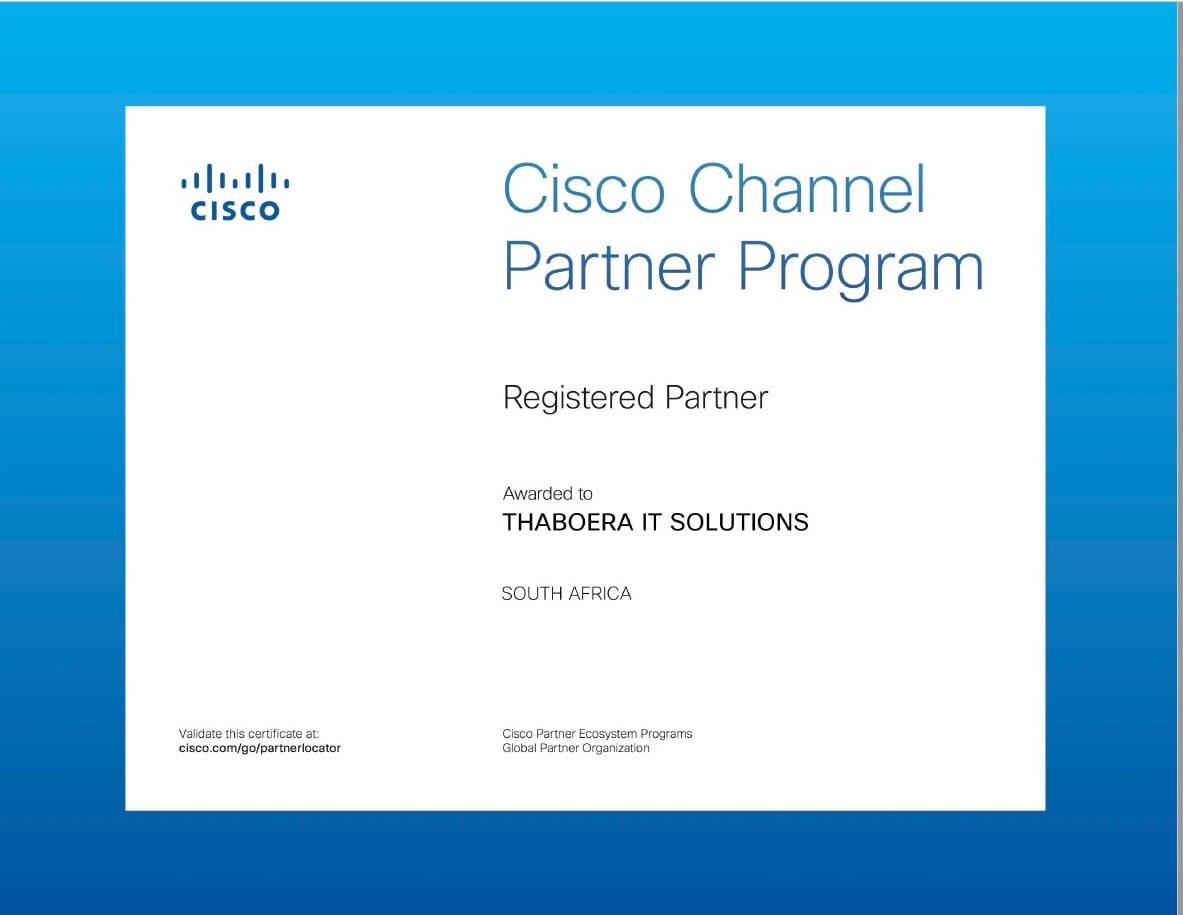 CISCO
Cisco Channel
Partner Program
Registered Partner
Awarded to
THABOERA IT SOLUTIONS
SOUTH AFRICA
Validate this certificate at:
cisco.com/go/partnerlocator
Cisco Partner Ecosystem Programs
Global Partner Organization